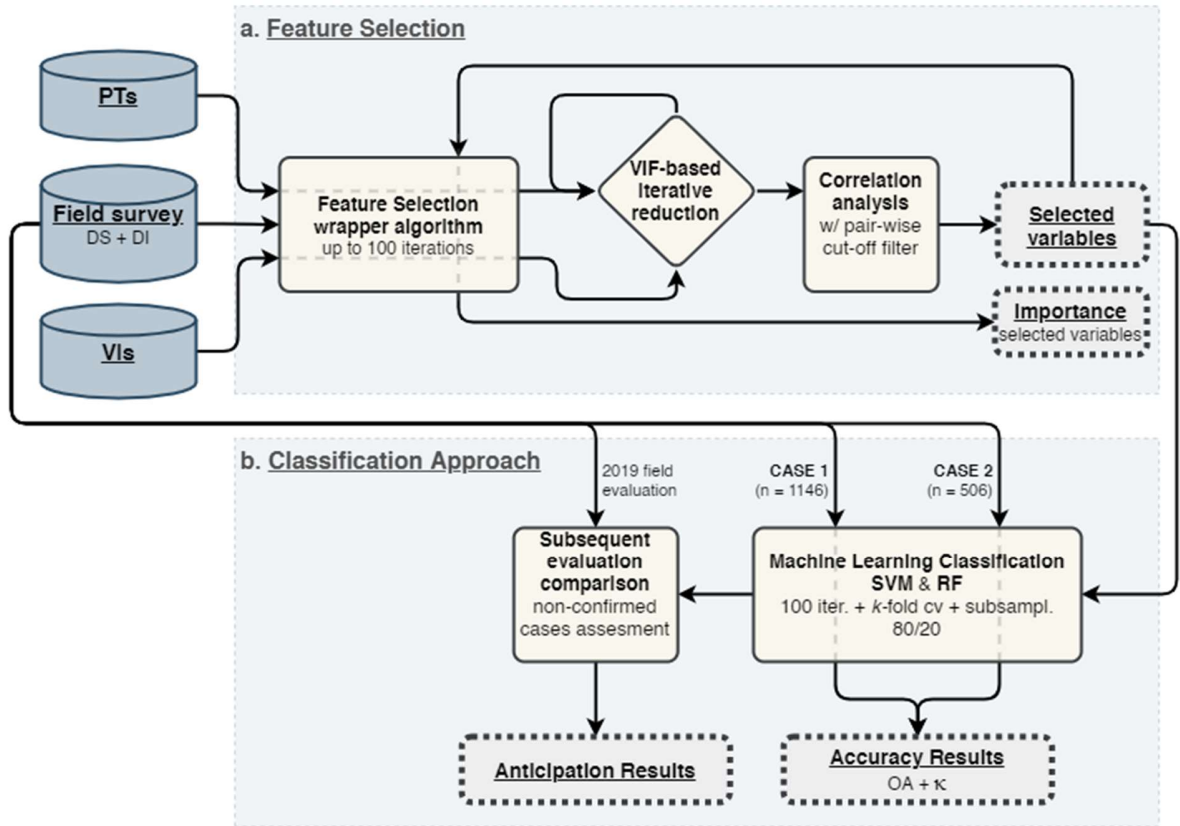 a. Feature Selection
PTs
Field survey
DS + DI
VIs
Feature Selection
wrapper algorithm
up to 100 iterations
VIF-based
iterative
reduction
Correlation
analysis
w/ pair-wise
cut-off filter
Selected
variables
Importance
selected variables
b. Classification Approach
2019 field
evaluation
CASE 1
(n = 1146)
CASE 2
(n = 506)
Subsequent
evaluation
comparison
non-confirmed
cases assesment
Machine Learning Classification
SVM & RF
100 iter. + k-fold cv + subsampl.
80/20
Anticipation Results
Accuracy Results
OA + κ